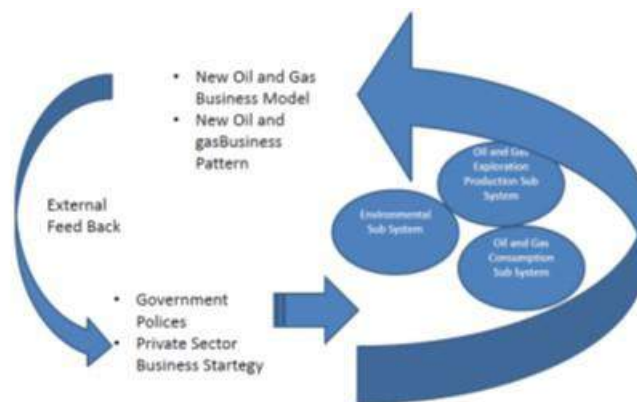 • New Oil and Gas
Business Model
• New Oil and
gasBusiness
Pattern
External
Feed Back
• Government
Polices
• Private Sector
Business Startegy
Oil and Gas
Exploration
Production Sub
System
Environmental
Sub System
Oil and Gas
Consumption
Sub System